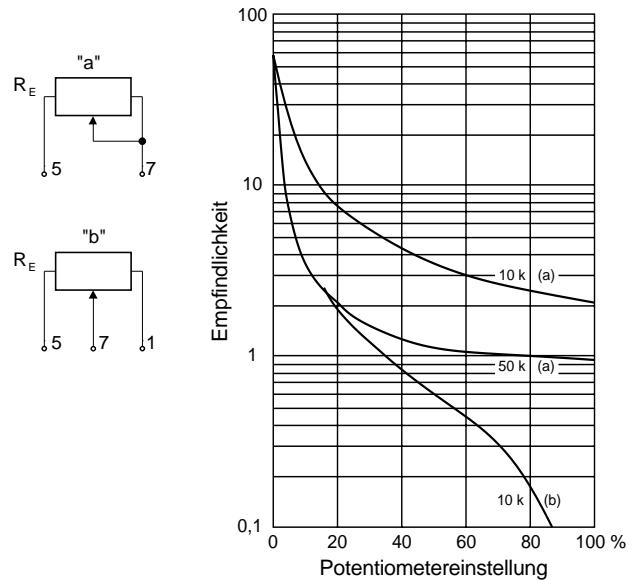 "a"
R E
5 7
"b"
R E
5 7 1
Empfindlichkeit
100
10
1
0,1
10 k (a)
50 k (a)
10 k (b)
0 20 40 60 80 100 %
Potentiometereinstellung